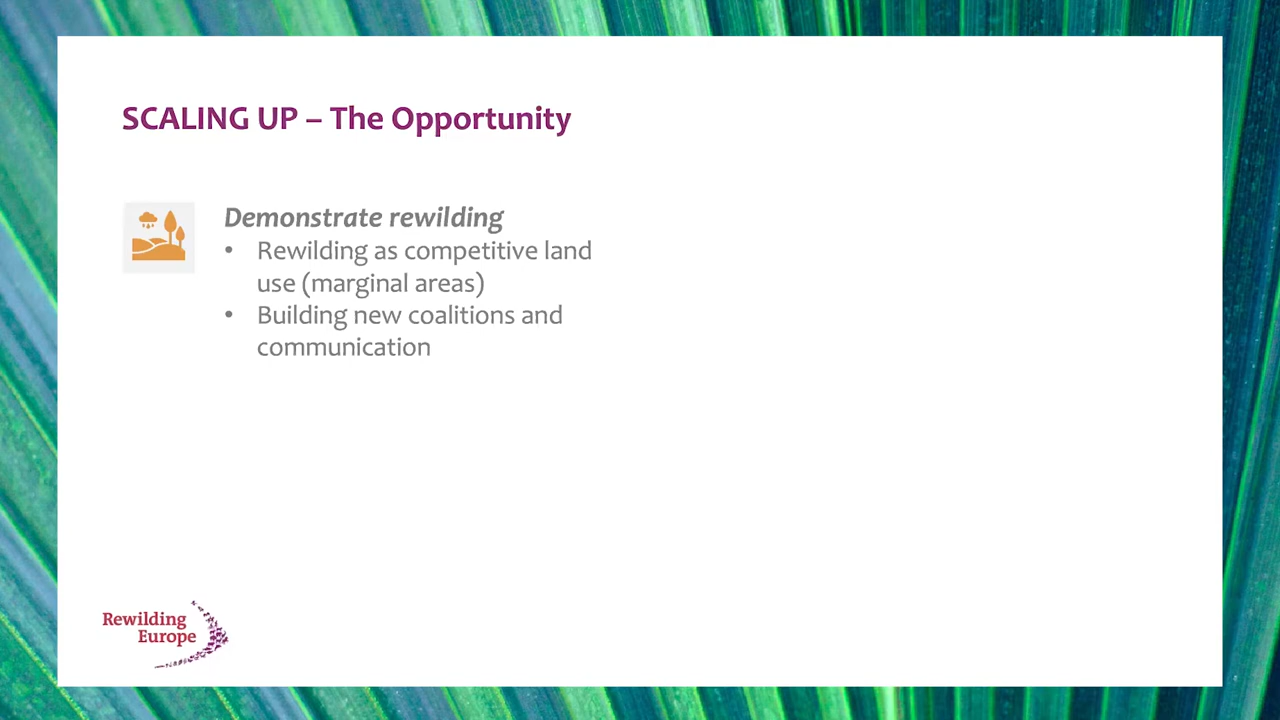 SCALING UP – The Opportunity
Demonstrate rewilding
• Rewilding as competitive land
use (marginal areas)
• Building new coalitions and
communication
Rewilding
Europe